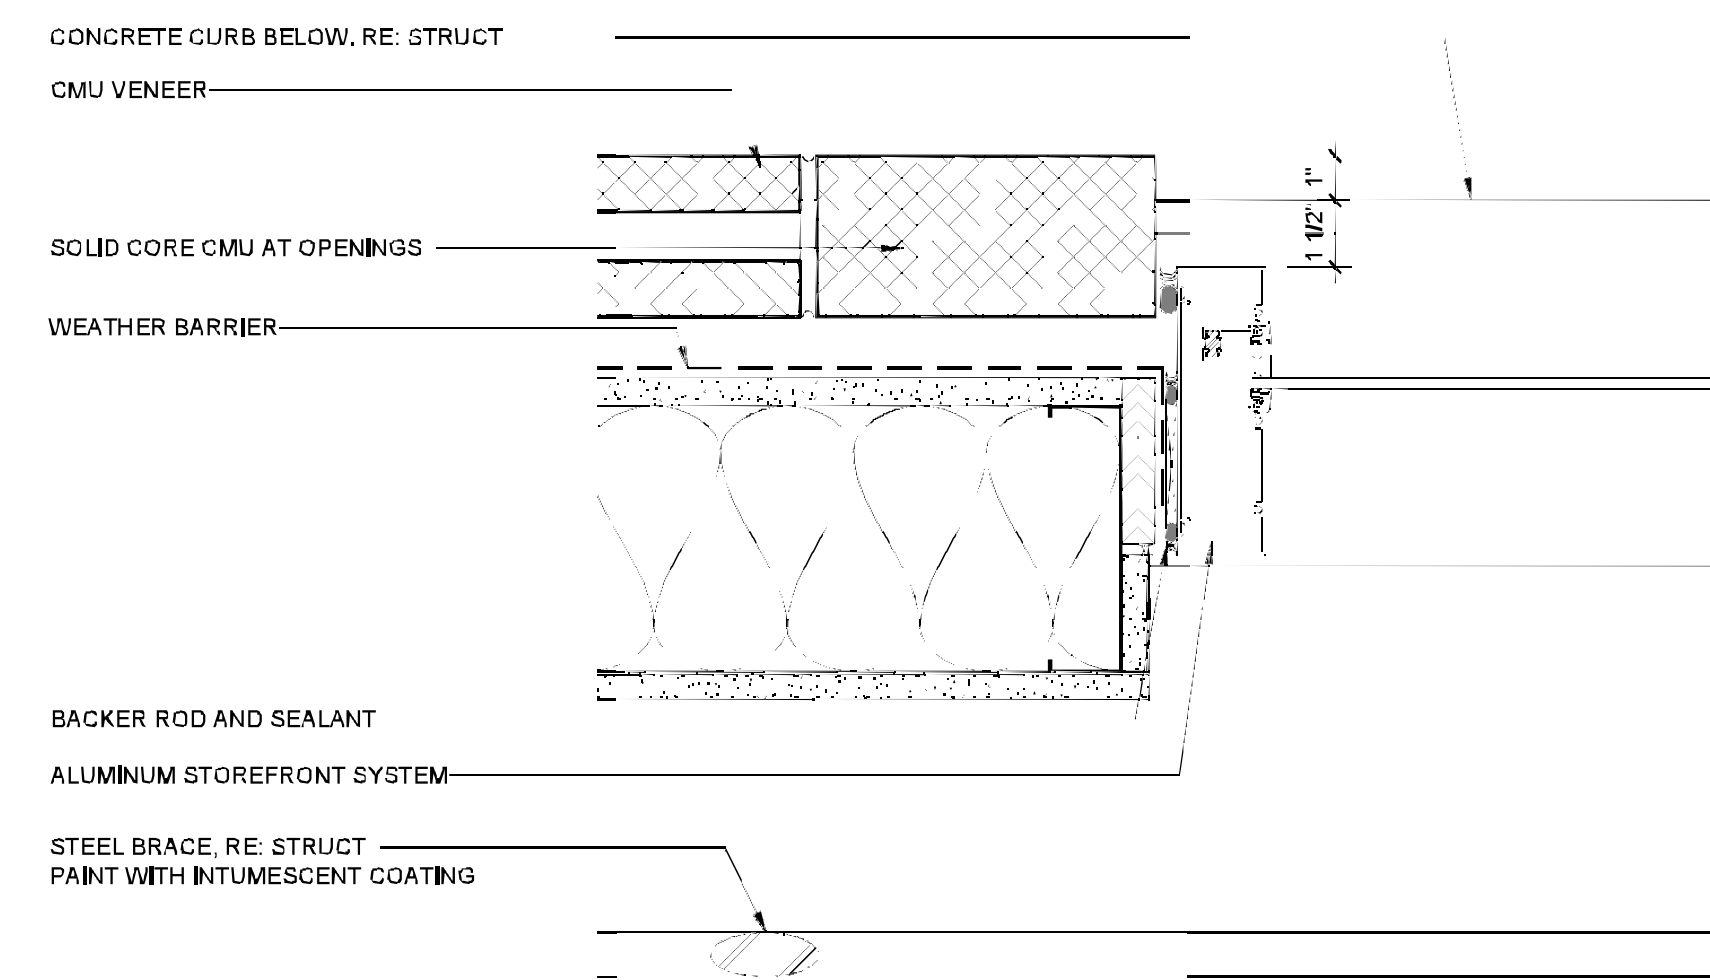 CONCRETE CURB BELOW, RE: STRUCT
CMU VENEER
1"
1 1/2"
SOLID CORE CMU AT OPENINGS
WEATHER BARRIER
BACKER ROD AND SEALANT
ALUMINUM STOREFRONT SYSTEM
STEEL BRACE, RE: STRUCT
PAINT WITH INTUMESCENT COATING